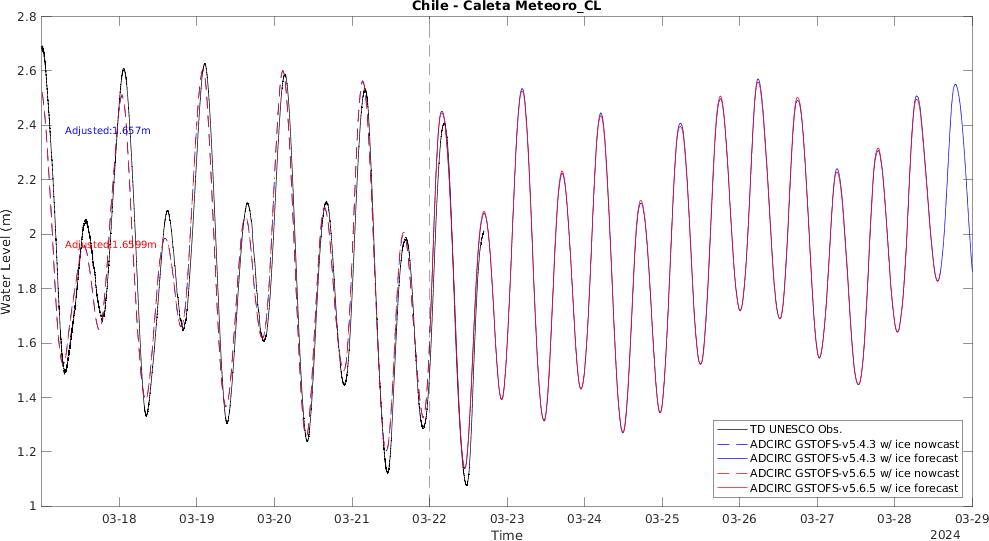 Chile - Caleta Meteoro_CL
2.8
2.6
2.4
2.2
2
1.8
1.6
1.4
1.2
1
Water Level (m)
Adjusted:1.657m
Adjusted:1.6599m
TD UNESCO Obs.
ADCIRC GSTOFS-v5.4.3 w/ ice nowcast
ADCIRC GSTOFS-v5.4.3 w/ ice forecast
ADCIRC GSTOFS-v5.6.5 w/ ice nowcast
ADCIRC GSTOFS-v5.6.5 w/ ice forecast
03-18 03-19 03-20 03-21 03-22 03-23 03-24 03-25 03-26 03-27 03-28 03-29
Time
2024